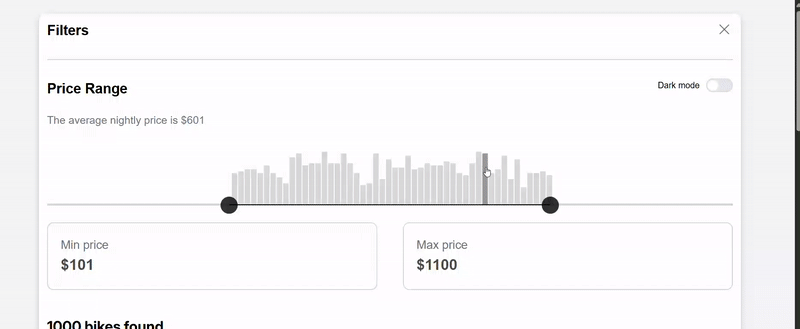 Filters
Price Range
Dark mode
The average nightly price is $601
Min price
$101
Max price
$1100
1000 bikes found